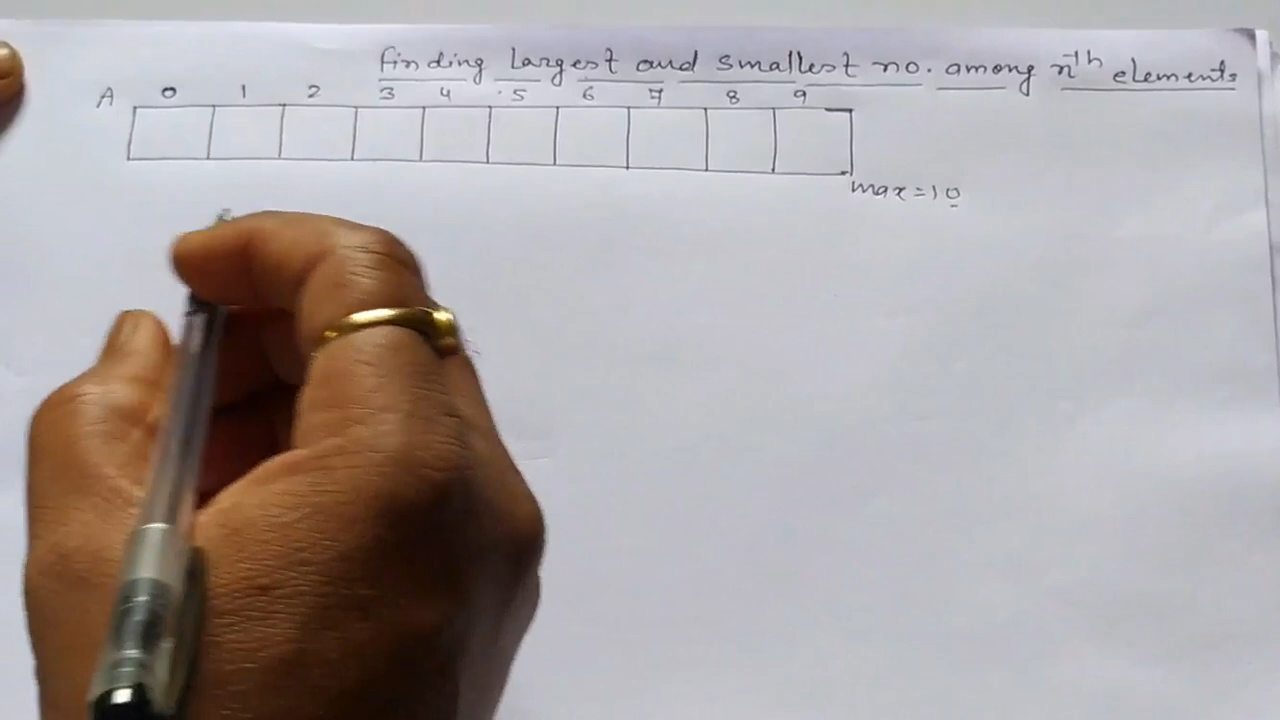 finding largest and smallest no. among nth elements
A 0 1 2 3 4 5 6 7 8 9
max=10